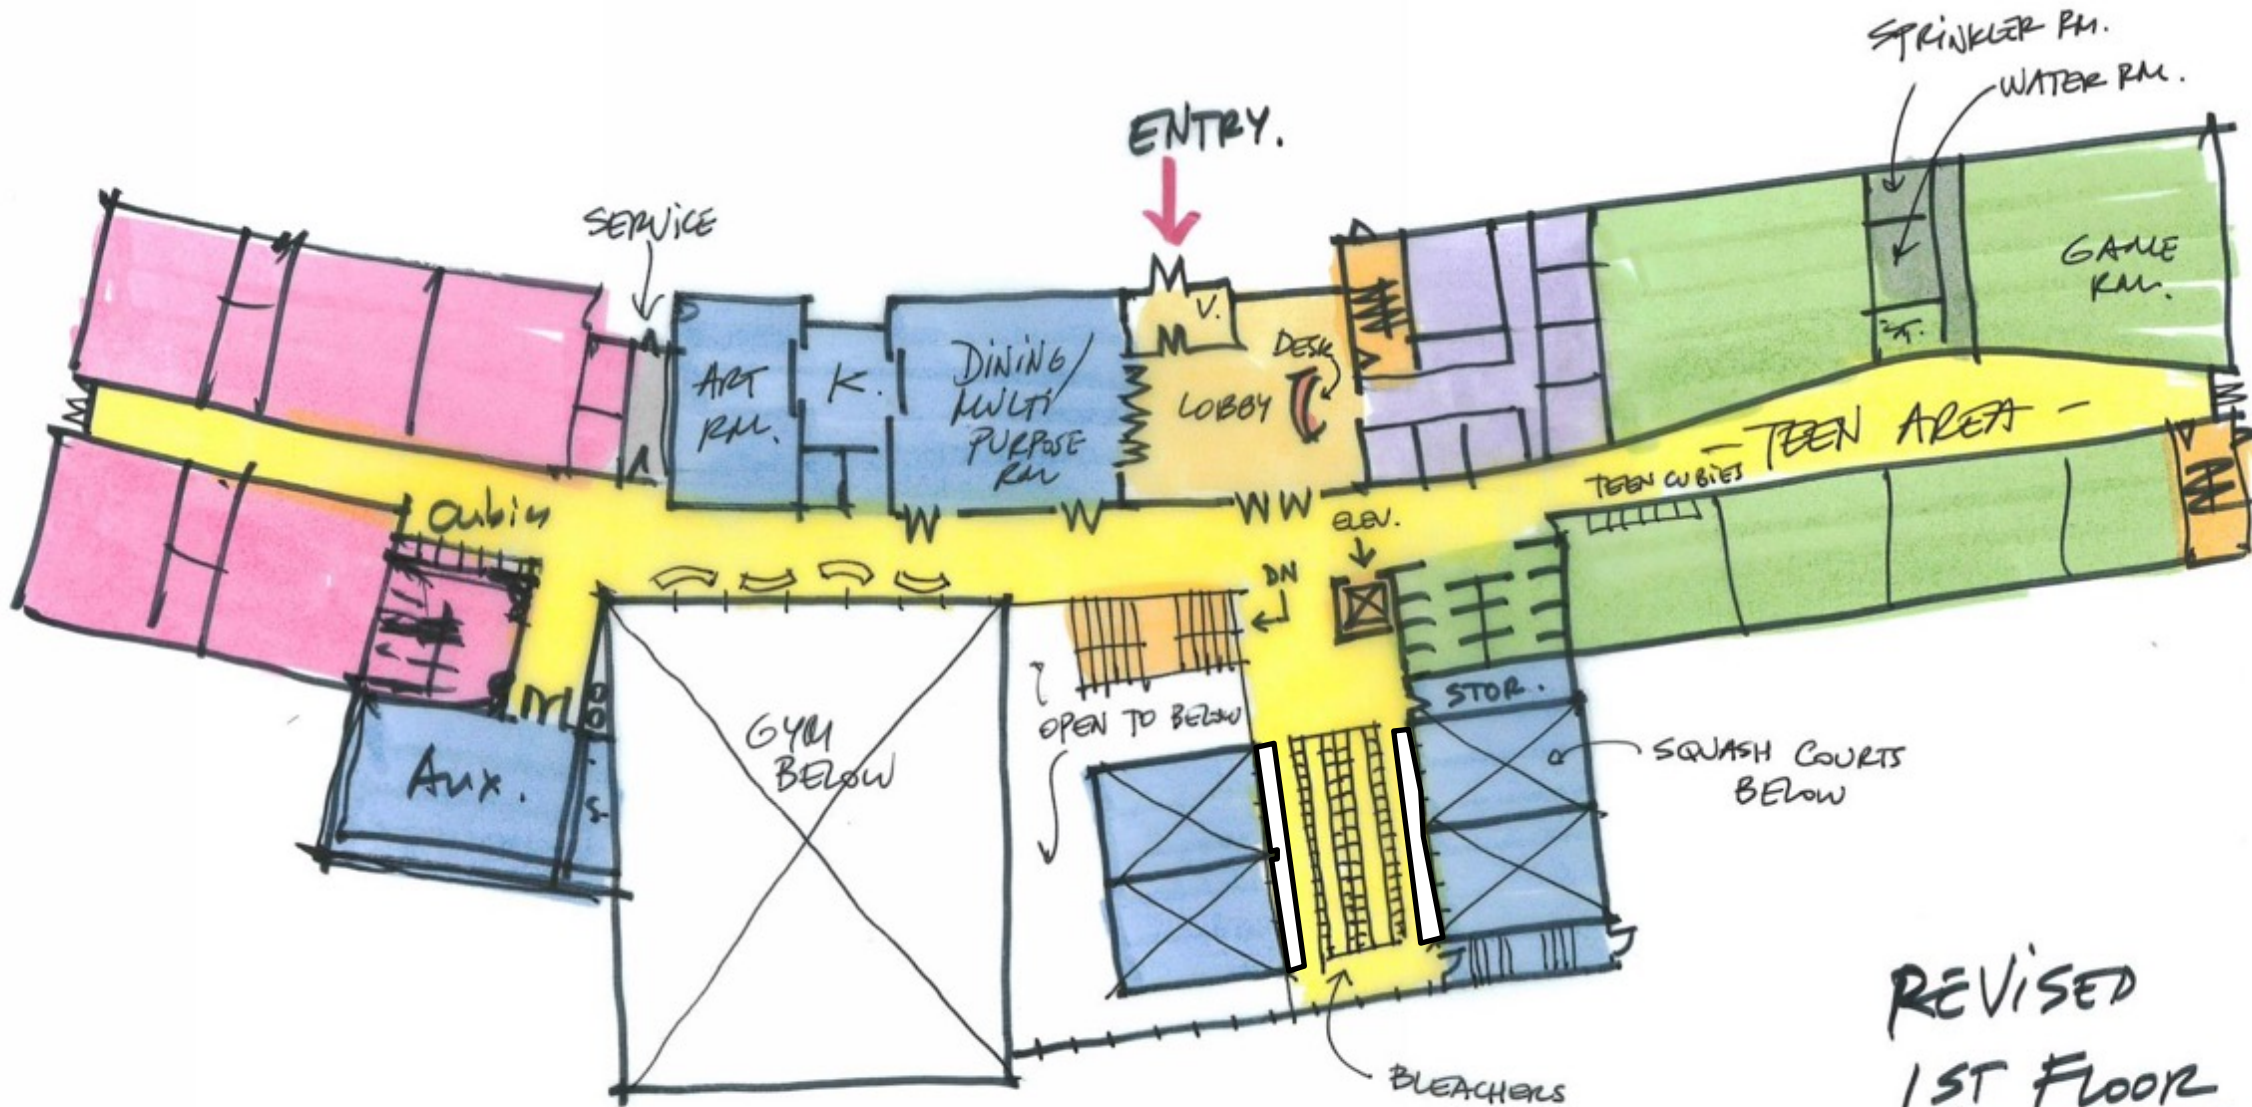 SPRINKLER RM.
WATER RM.
ENTRY.
SERVICE
GAME
RM.
V.
DESK
ART
RM.
K.
DINING/
MULTI
PURPOSE
RM
LOBBY
ST.
- TEEN AREA -
TEEN CUBIES
Cubies
ELEV.
DN
STOR.
OPEN TO BELOW
GYM
BELOW
SQUASH COURTS
BELOW
Aux.
S.
BLEACHERS
REVISED
1ST FLOOR